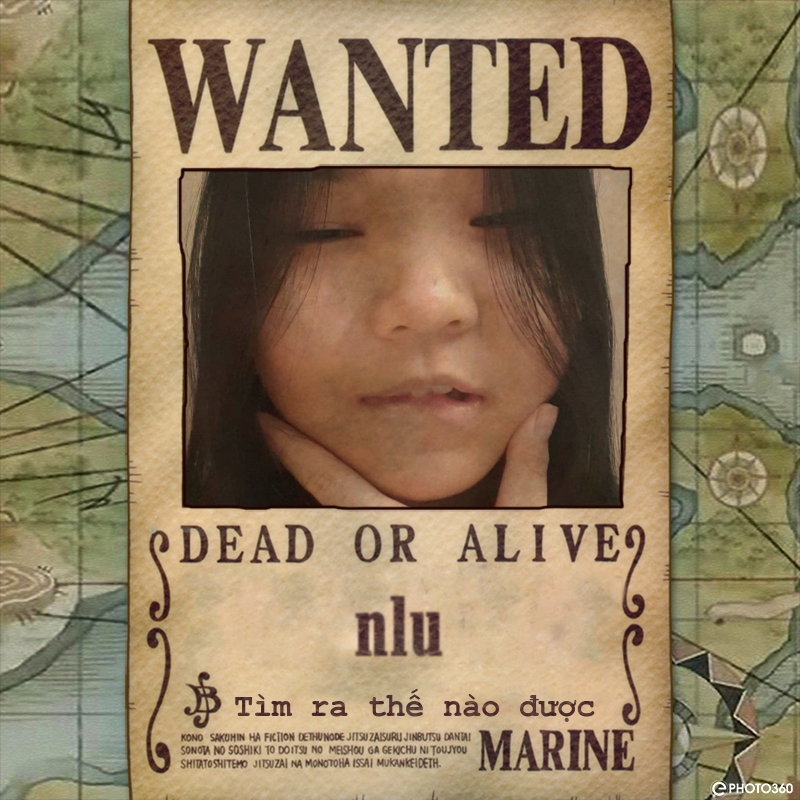 WANTED
DEAD OR ALIVE
nlu
B Tìm ra thế nào được
KONO SAKUHIN HA FICTION DETHUNODE JITSUZAISURU JINBUTSU DANTAI
SONOTA NO SOSHIKI TO DOITSU NO MEISHOU GA GEKICHU NI TOUJYOU
SHITATOSHITEMO JITSUZAI NA MONOTOHA ISSAI MUKANKEIDETH.
MARINE
ePHOTO360